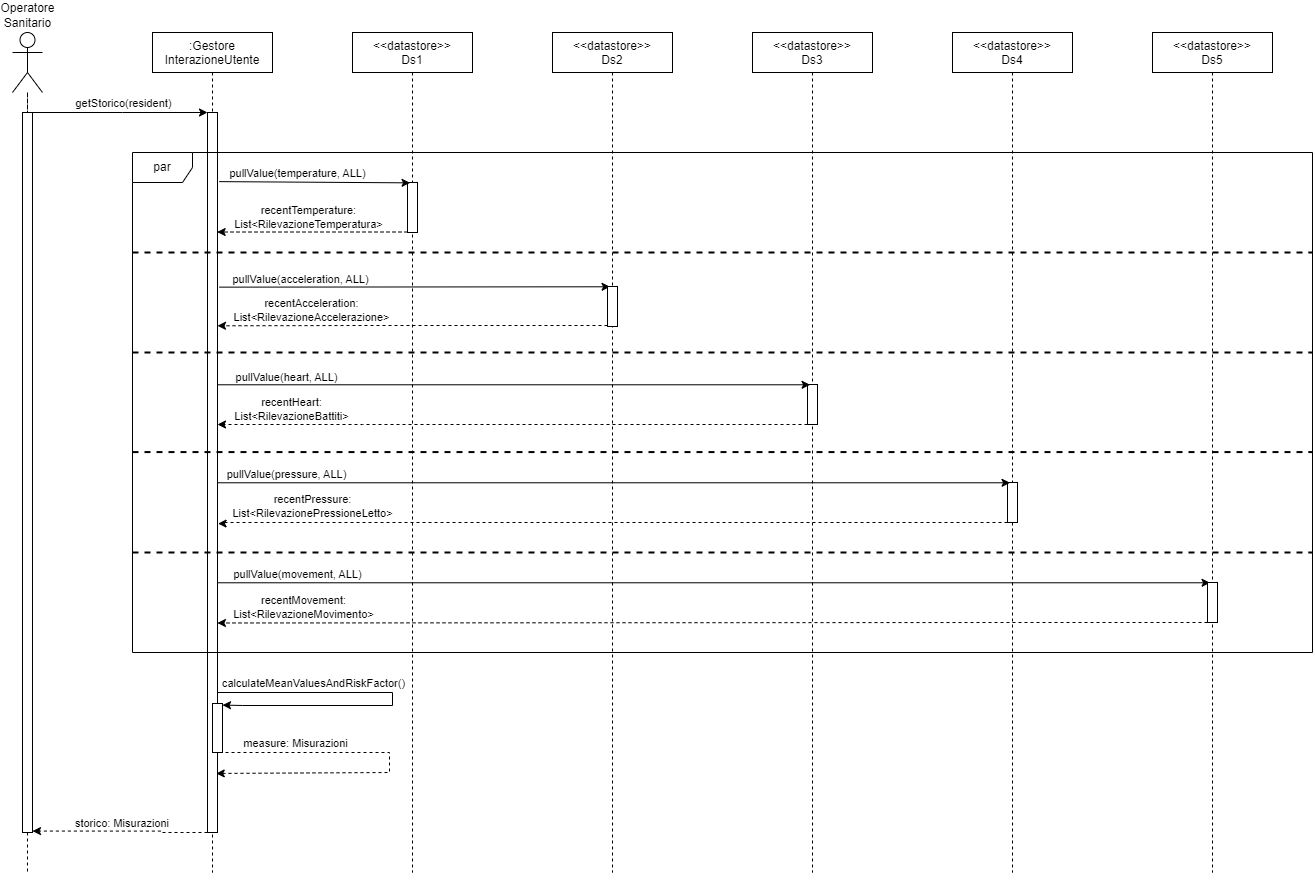 Operatore
Sanitario
:Gestore
InterazioneUtente
<<datastore>>
Ds1
<<datastore>>
Ds2
<<datastore>>
Ds3
<<datastore>>
Ds4
<<datastore>>
Ds5
getStorico(resident)
par
pullValue(temperature, ALL)
recentTemperature:
List<RilevazioneTemperatura>
pullValue(acceleration, ALL)
recentAcceleration:
List<RilevazioneAccelerazione>
pullValue(heart, ALL)
recentHeart:
List<RilevazioneBattiti>
pullValue(pressure, ALL)
recentPressure:
List<RilevazionePressioneLetto>
pullValue(movement, ALL)
recentMovement:
List<RilevazioneMovimento>
calculateMeanValuesAndRiskFactor()
measure: Misurazioni
storico: Misurazioni